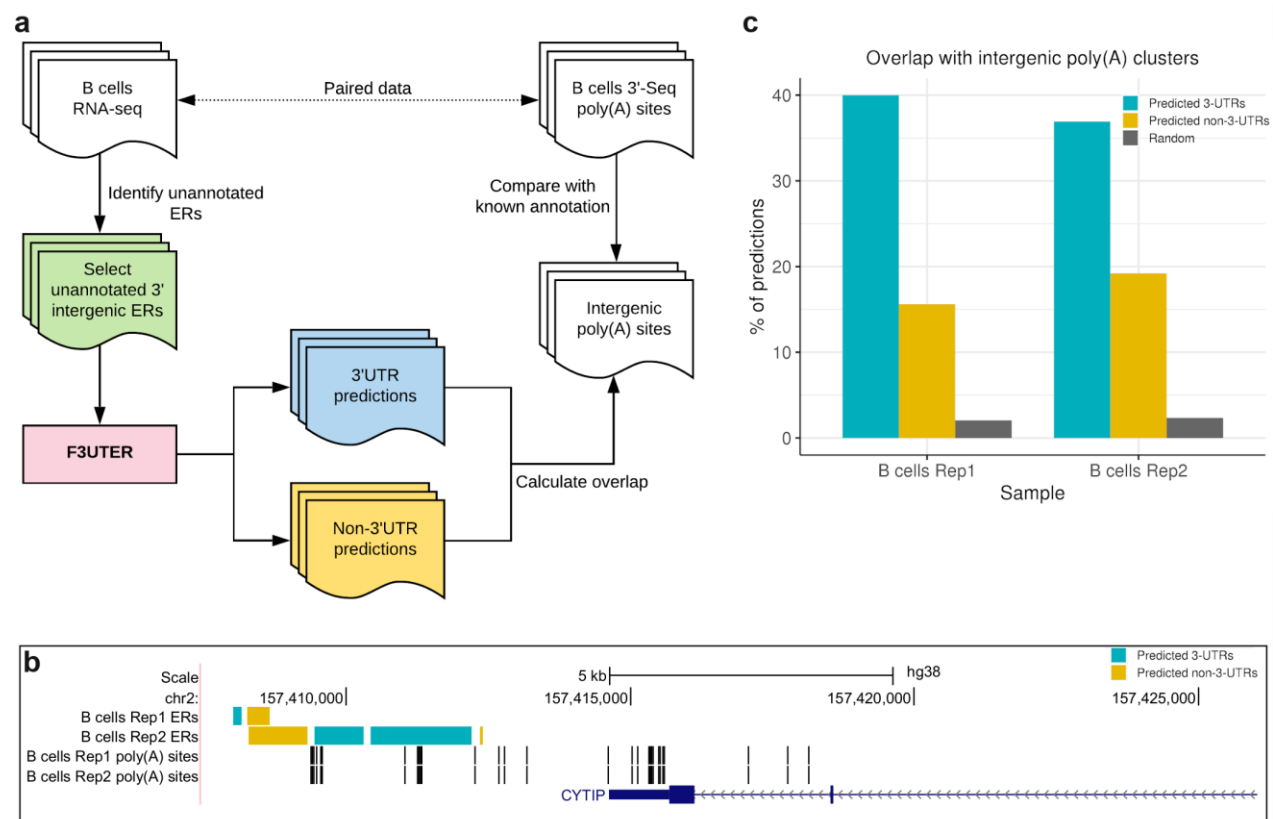 a
B cells
RNA-seq
Paired data
B cells 3'-Seq
poly(A) sites
Identify unannotated
ERs
Compare with
known annotation
Select
unannotated 3'
intergenic ERs
Intergenic
poly(A) sites
3'UTR
predictions
F3UTER
Calculate overlap
Non-3'UTR
predictions
c
Overlap with intergenic poly(A) clusters
Predicted 3-UTRs
Predicted non-3-UTRs
Random
% of predictions
40
30
20
10
0
B cells Rep1
B cells Rep2
Sample
b
Predicted 3-UTRs
Predicted non-3-UTRs
Scale
5 kb
hg38
chr2:
157,410,000
157,415,000
157,420,000
157,425,000
B cells Rep1 ERs
B cells Rep2 ERs
B cells Rep1 poly(A) sites
B cells Rep2 poly(A) sites
CYTIP